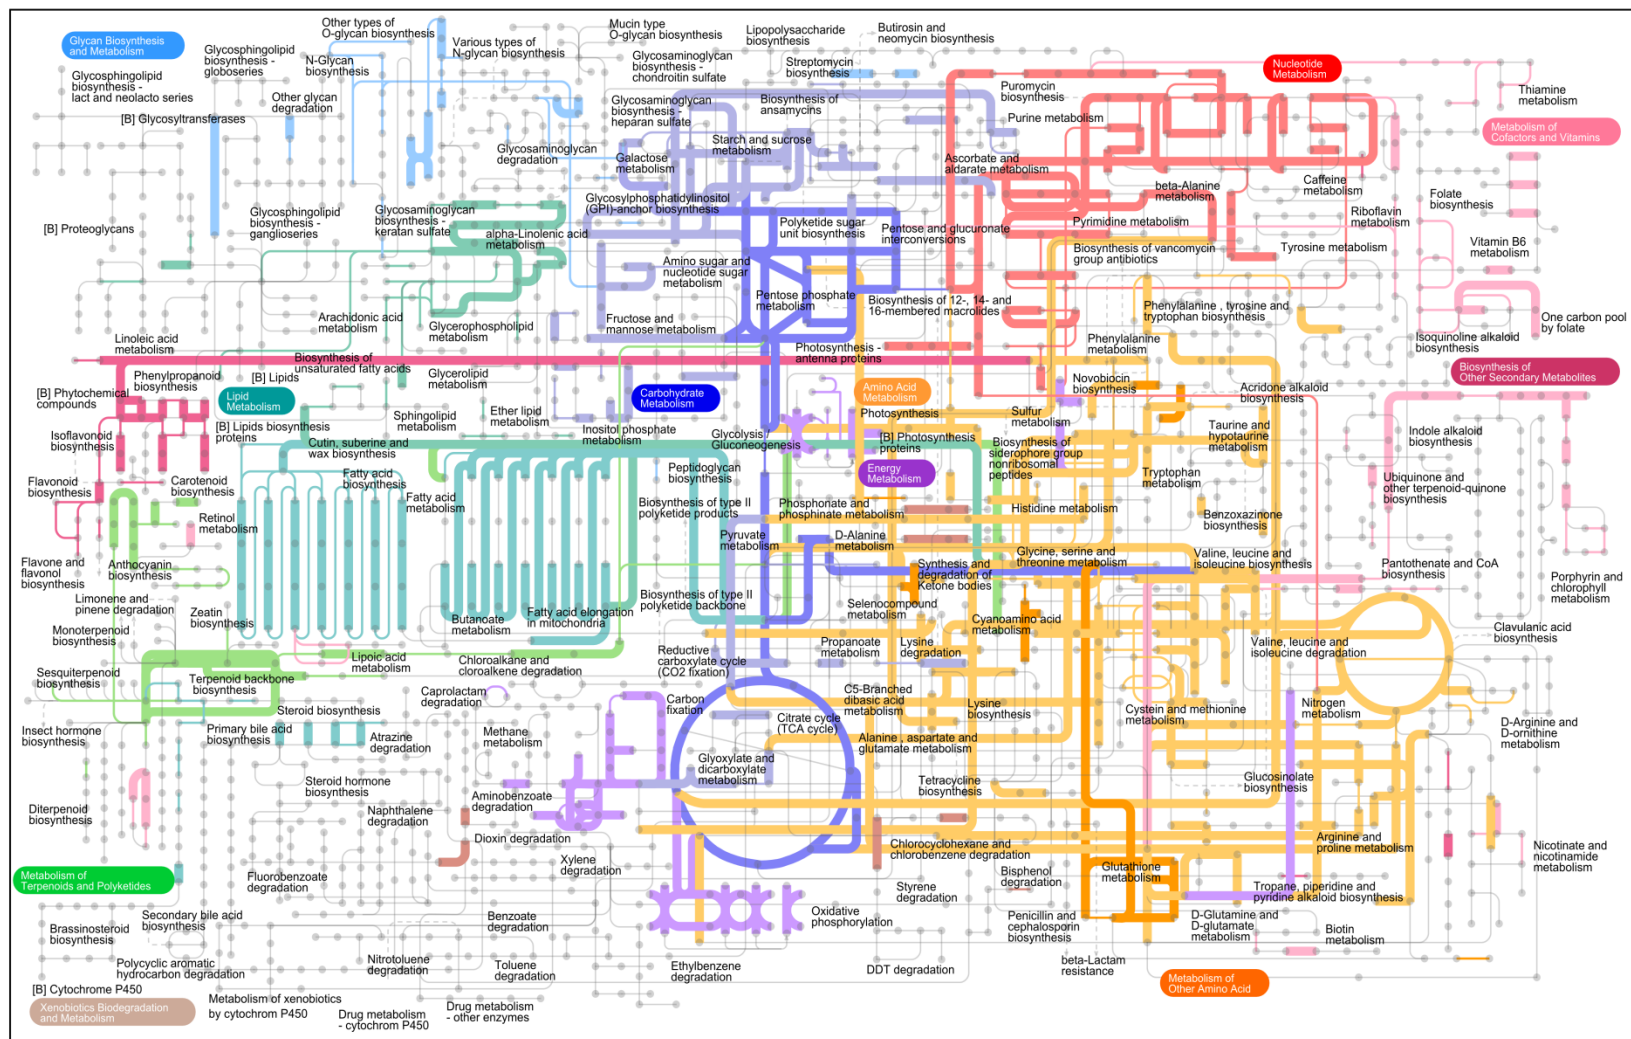 Glycan Biosynthesis
and Metabolism
Other types of
O-glycan biosynthesis
Mucin type
O-glycan biosynthesis
Lipopolysaccharide
biosynthesis
Butirosin and
neomycin biosynthesis
Glycosphingolipid
biosynthesis -
globoseries
N-Glycan
biosynthesis
Various types of
N-glycan biosynthesis
Glycosaminoglycan
biosynthesis -
chondroitin sulfate
Streptomycin
biosynthesis
Nucleotide
Metabolism
Glycosphingolipid
biosynthesis -
lact and neolacto series
Other glycan
degradation
Glycosaminoglycan
biosynthesis -
heparan sulfate
Biosynthesis of
ansamycins
Puromycin
biosynthesis
Thiamine
metabolism
[B] Glycosyltransferases
Purine metabolism
Metabolism of
Cofactors and Vitamins
Glycosaminoglycan
degradation
Galactose
metabolism
Starch and sucrose
metabolism
Ascorbate and
aldarate metabolism
beta-Alanine
metabolism
Caffeine
metabolism
Folate
biosynthesis
Glycosylphosphatidylinositol
(GPI)-anchor biosynthesis
[B] Proteoglycans
Glycosphingolipid
biosynthesis -
ganglioseries
Glycosaminoglycan
biosynthesis -
keratan sulfate
alpha-Linolenic acid
metabolism
Polyketide sugar
unit biosynthesis
Pentose and glucuronate
interconversions
Pyrimidine metabolism
Riboflavin
metabolism
Biosynthesis of vancomycin
group antibiotics
Tyrosine metabolism
Vitamin B6
metabolism
Amino sugar and
nucleotide sugar
metabolism
Pentose phosphate
metabolism
Biosynthesis of 12-, 14- and
16-membered macrolides
Phenylalanine , tyrosine and
tryptophan biosynthesis
One carbon pool
by folate
Arachidonic acid
metabolism
Glycerophospholipid
metabolism
Fructose and
mannose metabolism
Linoleic acid
metabolism
Biosynthesis of
unsaturated fatty acids
Photosynthesis -
antenna proteins
Phenylalanine
metabolism
Isoquinoline alkaloid
biosynthesis
Phenylpropanoid
biosynthesis
[B] Lipids
Glycerolipid
metabolism
Novobiocin
biosynthesis
Acridone alkaloid
biosynthesis
Biosynthesis of
Other Secondary Metabolites
[B] Phytochemical
compounds
Lipid
Metabolism
Carbohydrate
Metabolism
Amino Acid
Metabolism
[B] Lipids biosynthesis
proteins
Sphingolipid
metabolism
Ether lipid
metabolism
Inositol phosphate
metabolism
Photosynthesis
Sulfur
metabolism
Taurine and
hypotaurine
metabolism
Indole alkaloid
biosynthesis
Isoflavonoid
biosynthesis
Cutin, suberine and
wax biosynthesis
Glycolysis
Gluconeogenesis
[B] Photosynthesis
proteins
Biosynthesis of
siderophore group
nonribosomal
peptides
Flavonoid
biosynthesis
Carotenoid
biosynthesis
Fatty acid
biosynthesis
Fatty acid
metabolism
Peptidoglycan
biosynthesis
Energy
Metabolism
Tryptophan
metabolism
Ubiquinone and
other terpenoid-quinone
biosynthesis
Retinol
metabolism
Biosynthesis of type II
polyketide products
Phosphonate and
phosphinate metabolism
Histidine metabolism
Benzoxazinone
biosynthesis
Pyruvate
metabolism
D-Alanine
metabolism
Flavone and
flavonol
biosynthesis
Anthocyanin
biosynthesis
Synthesis and
degradation of
Ketone bodies
Glycine, serine and
threonine metabolism
Valine, leucine and
isoleucine biosynthesis
Pantothenate and CoA
biosynthesis
Porphyrin and
chlorophyll
metabolism
Limonene and
pinene degradation
Zeatin
biosynthesis
Biosynthesis of type II
polyketide backbone
Selenocompound
metabolism
Cyanoamino acid
metabolism
Butanoate
metabolism
Fatty acid elongation
in mitochondria
Monoterpenoid
biosynthesis
Clavulanic acid
biosynthesis
Propanoate
metabolism
Lysine
degradation
Valine, leucine and
isoleucine degradation
Reductive
carboxylate cycle
(CO2 fixation)
Lipoic acid
metabolism
Chloroalkane and
cloroalkene degradation
Sesquiterpenoid
biosynthesis
Terpenoid backbone
biosynthesis
Caprolactam
degradation
Carbon
fixation
C5-Branched
dibasic acid
metabolism
Lysine
biosynthesis
Cystein and methionine
metabolism
Nitrogen
metabolism
Steroid biosynthesis
Citrate cycle
(TCA cycle)
Insect hormone
biosynthesis
Primary bile acid
biosynthesis
Atrazine
degradation
Methane
metabolism
Alanine , aspartate and
glutamate metabolism
D-Arginine and
D-ornithine
metabolism
Glyoxylate and
dicarboxylate
metabolism
Steroid hormone
biosynthesis
Aminobenzoate
degradation
Tetracycline
biosynthesis
Glucosinolate
biosynthesis
Diterpenoid
biosynthesis
Naphthalene
degradation
Dioxin degradation
Chlorocyclohexane and
chlorobenzene degradation
Arginine and
proline metabolism
Nicotinate and
nicotinamide
metabolism
Metabolism of
Terpenoids and Polyketides
Fluorobenzoate
degradation
Xylene
degradation
Styrene
degradation
Bisphenol
degradation
Glutathione
metabolism
Tropane, piperidine and
pyridine alkaloid biosynthesis
Brassinosteroid
biosynthesis
Secondary bile acid
biosynthesis
Benzoate
degradation
Oxidative
phosphorylation
Penicillin and
cephalosporin
biosynthesis
D-Glutamine and
D-glutamate
metabolism
Biotin
metabolism
Polycyclic aromatic
hydrocarbon degradation
Nitrotoluene
degradation
Toluene
degradation
Ethylbenzene
degradation
DDT degradation
beta-Lactam
resistance
Metabolism of
Other Amino Acid
[B] Cytochrome P450
Xenobiotics Biodegradation
and Metabolism
Metabolism of xenobiotics
by cytochrom P450
Drug metabolism
- cytochrom P450
Drug metabolism
- other enzymes